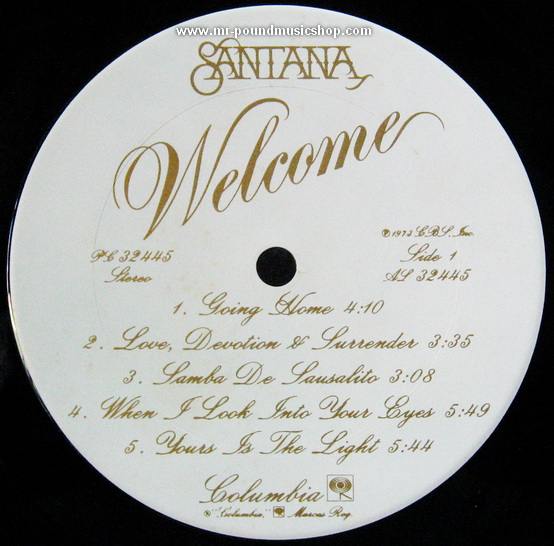 www.mr-poundmusicshop.com
SANTANA
Welcome
PC 32445
Stereo
℗ 1973 CBS, Inc.
Side 1
AL 32445
1. Going Home 4:10
2. Love, Devotion & Surrender 3:35
3. Samba De Sausalito 3:08
4. When I Look Into Your Eyes 5:49
5. Yours Is The Light 5:44
Columbia
"Columbia," Marcas Reg.